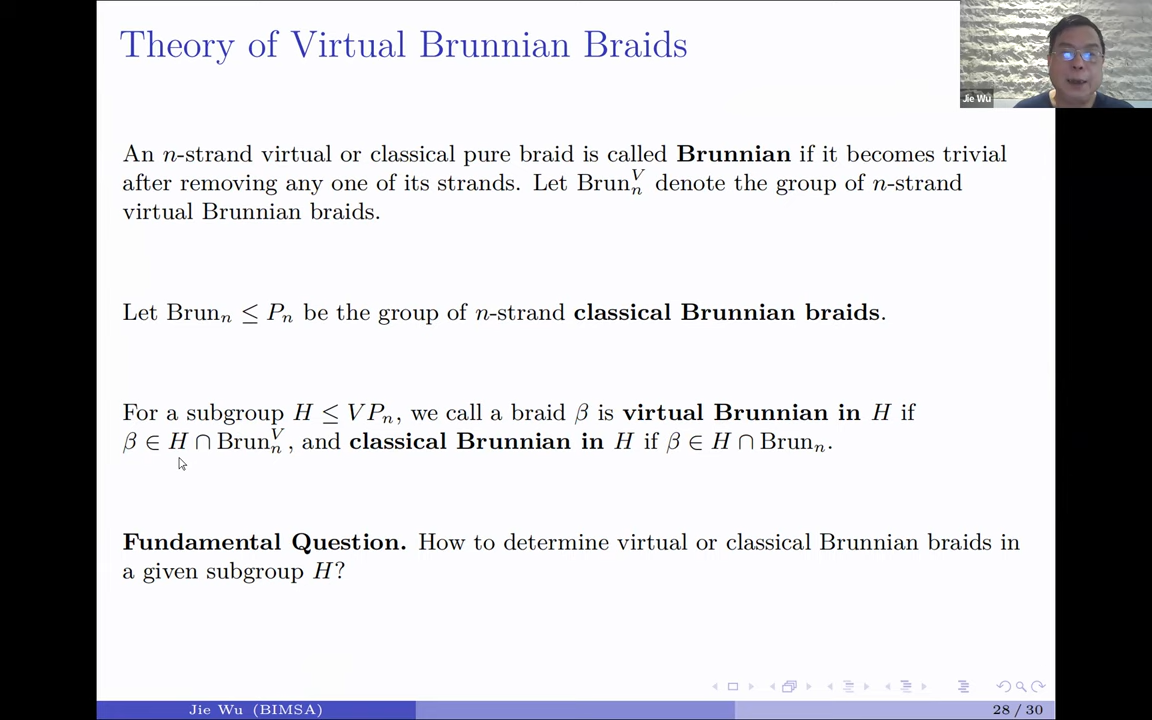 Theory of Virtual Brunnian Braids
Jie Wu
An n-strand virtual or classical pure braid is called Brunnian if it becomes trivial
after removing any one of its strands. Let Brun_n^V denote the group of n-strand
virtual Brunnian braids.
Let Brun_n ≤ P_n be the group of n-strand classical Brunnian braids.
For a subgroup H ≤ VP_n, we call a braid β is virtual Brunnian in H if
β ∈ H ∩ Brun_n^V, and classical Brunnian in H if β ∈ H ∩ Brun_n.
Fundamental Question. How to determine virtual or classical Brunnian braids in
a given subgroup H?
Jie Wu (BIMSA)
28 / 30